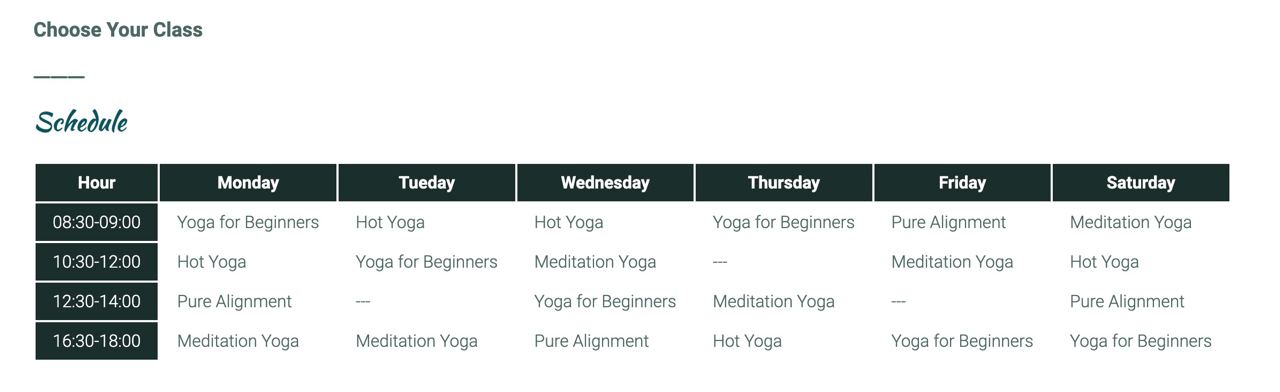 Choose Your Class
Schedule
Hour Monday Tueday Wednesday Thursday Friday Saturday
08:30-09:00 Yoga for Beginners Hot Yoga Hot Yoga Yoga for Beginners Pure Alignment Meditation Yoga
10:30-12:00 Hot Yoga Yoga for Beginners Meditation Yoga --- Meditation Yoga Hot Yoga
12:30-14:00 Pure Alignment --- Yoga for Beginners Meditation Yoga --- Pure Alignment
16:30-18:00 Meditation Yoga Meditation Yoga Pure Alignment Hot Yoga Yoga for Beginners Yoga for Beginners